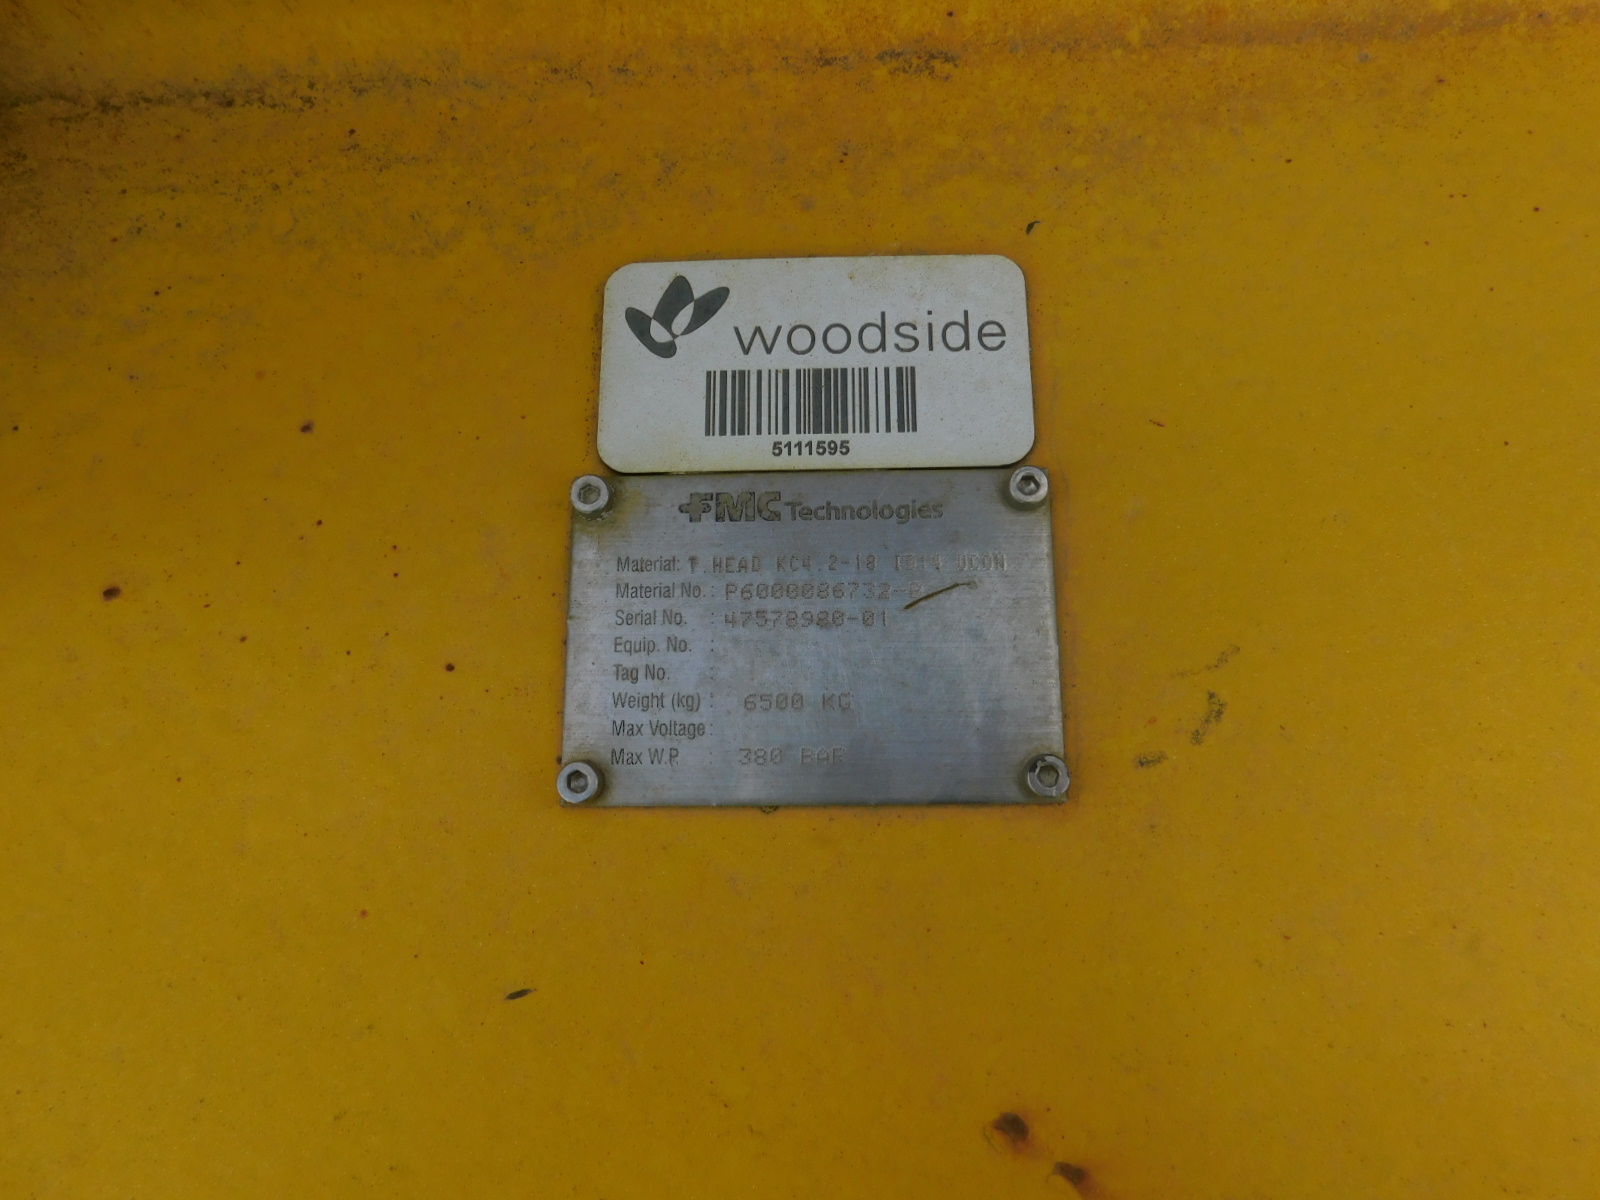 woodside
5111595
FMC Technologies
Material: T. HEAD KC4.2-18 UCON
Material No.: P6000086732-
Serial No. : 47578980-01
Equip. No. :
Tag No. :
Weight (kg) : 6500 KG
Max Voltage :
Max W.P. : 380 BAR